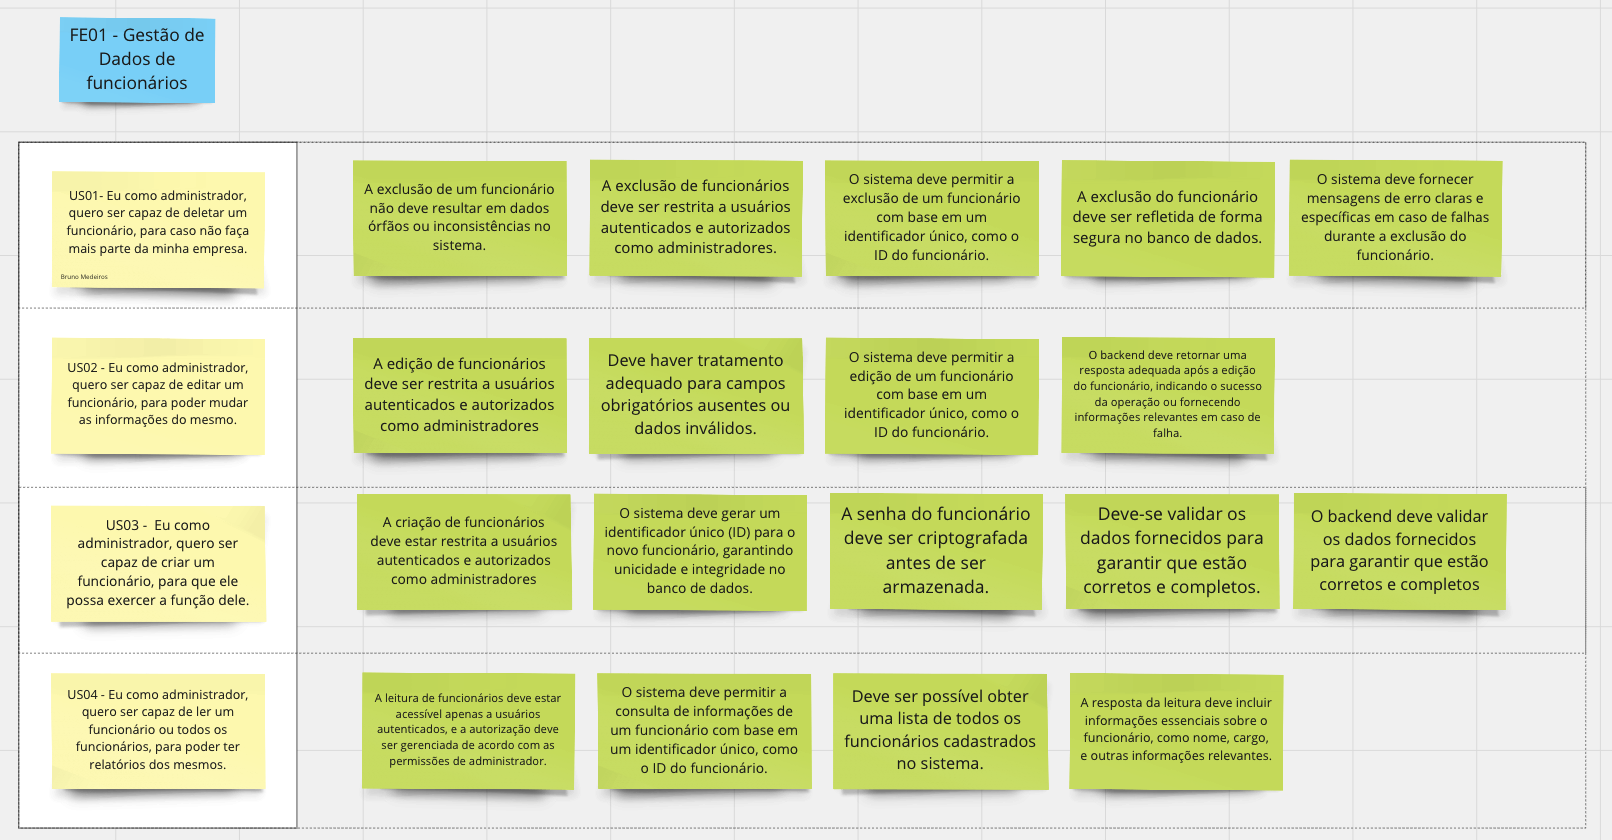 FE01 - Gestão de
Dados de
funcionários
US01- Eu como administrador,
quero ser capaz de deletar um
funcionário, para caso não faça
mais parte da minha empresa.
Bruno Medeiros
A exclusão de um funcionário
não deve resultar em dados
órfãos ou inconsistências no
sistema.
A exclusão de funcionários
deve ser restrita a usuários
autenticados e autorizados
como administradores.
O sistema deve permitir a
exclusão de um funcionário
com base em um
identificador único, como o
ID do funcionário.
A exclusão do funcionário
deve ser refletida de forma
segura no banco de dados.
O sistema deve fornecer
mensagens de erro claras e
específicas em caso de falhas
durante a exclusão do
funcionário.
US02 - Eu como administrador,
quero ser capaz de editar um
funcionário, para poder mudar
as informações do mesmo.
A edição de funcionários
deve ser restrita a usuários
autenticados e autorizados
como administradores
Deve haver tratamento
adequado para campos
obrigatórios ausentes ou
dados inválidos.
O sistema deve permitir a
edição de um funcionário
com base em um
identificador único, como o
ID do funcionário.
O backend deve retornar uma
resposta adequada após a edição
do funcionário, indicando o sucesso
da operação ou fornecendo
informações relevantes em caso de
falha.
US03 -  Eu como
administrador, quero ser
capaz de criar um
funcionário, para que ele
possa exercer a função dele.
A criação de funcionários
deve estar restrita a usuários
autenticados e autorizados
como administradores
O sistema deve gerar um
identificador único (ID) para o
novo funcionário, garantindo
unicidade e integridade no
banco de dados.
A senha do funcionário
deve ser criptografada
antes de ser
armazenada.
Deve-se validar os
dados fornecidos para
garantir que estão
corretos e completos.
O backend deve validar
os dados fornecidos
para garantir que estão
corretos e completos
US04 - Eu como administrador,
quero ser capaz de ler um
funcionário ou todos os
funcionários, para poder ter
relatórios dos mesmos.
A leitura de funcionários deve estar
acessível apenas a usuários
autenticados, e a autorização deve
ser gerenciada de acordo com as
permissões de administrador.
O sistema deve permitir a
consulta de informações de
um funcionário com base em
um identificador único, como
o ID do funcionário.
Deve ser possível obter
uma lista de todos os
funcionários cadastrados
no sistema.
A resposta da leitura deve incluir
informações essenciais sobre o
funcionário, como nome, cargo,
e outras informações relevantes.